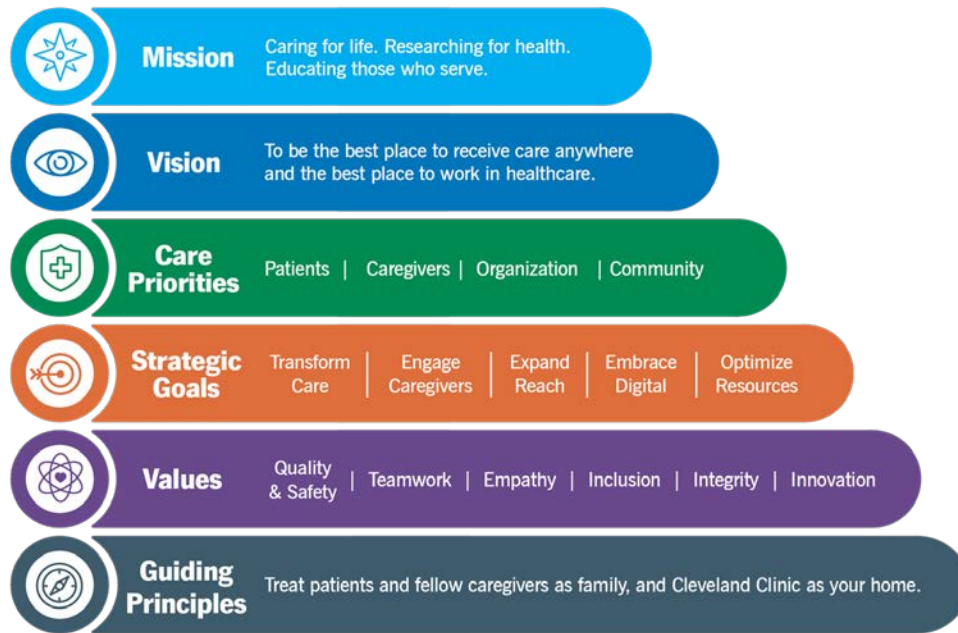 Mission
Caring for life. Researching for health.
Educating those who serve.
Vision
To be the best place to receive care anywhere
and the best place to work in healthcare.
Care
Priorities
Patients | Caregivers | Organization | Community
Strategic
Goals
Transform
Care
Engage
Caregivers
Expand
Reach
Embrace
Digital
Optimize
Resources
Values
Quality
& Safety
| Teamwork | Empathy | Inclusion | Integrity | Innovation
Guiding
Principles
Treat patients and fellow caregivers as family, and Cleveland Clinic as your home.